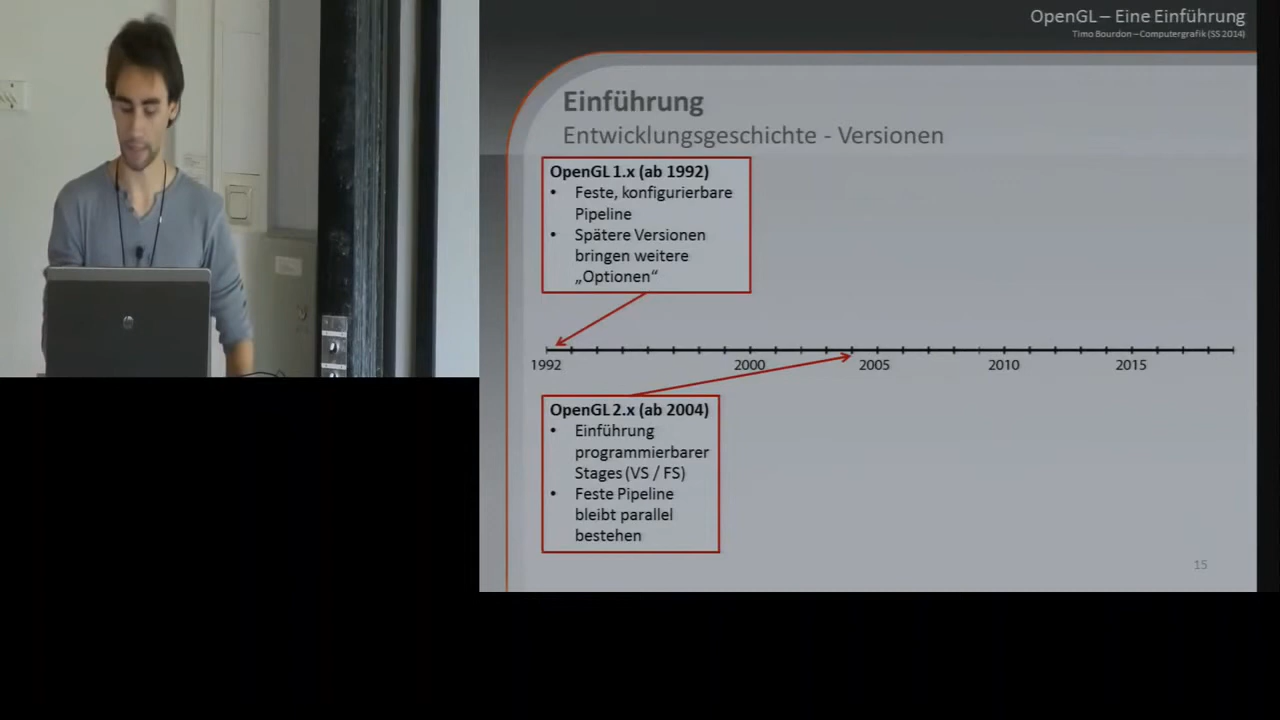 OpenGL – Eine Einführung
Timo Bourdon – Computergrafik (SS 2014)
Einführung
Entwicklungsgeschichte - Versionen
OpenGL 1.x (ab 1992)
• Feste, konfigurierbare
Pipeline
• Spätere Versionen
bringen weitere
„Optionen“
1992 2000 2005 2010 2015
OpenGL 2.x (ab 2004)
• Einführung
programmierbarer
Stages (VS / FS)
• Feste Pipeline
bleibt parallel
bestehen
15
hp